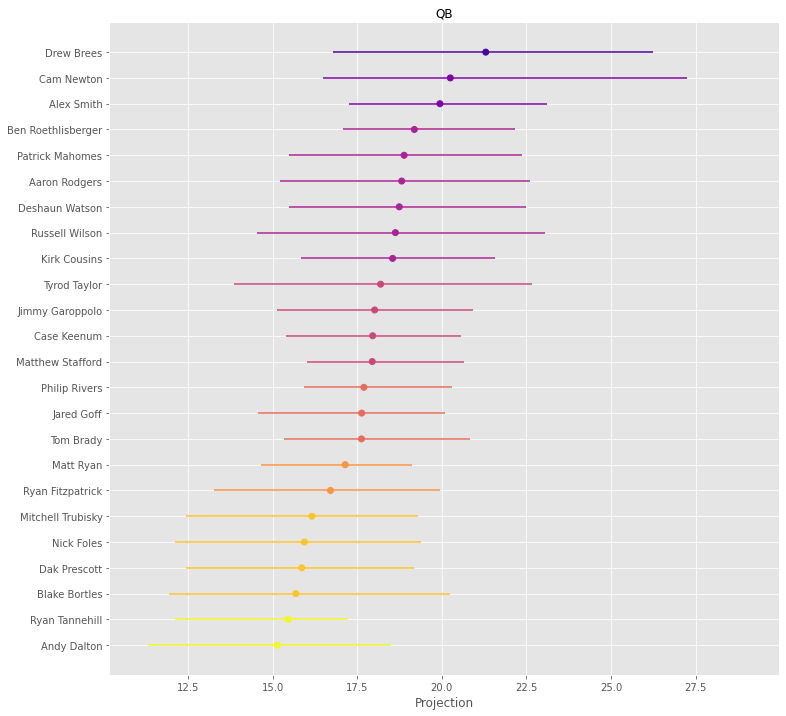 QB
Drew Brees
Cam Newton
Alex Smith
Ben Roethlisberger
Patrick Mahomes
Aaron Rodgers
Deshaun Watson
Russell Wilson
Kirk Cousins
Tyrod Taylor
Jimmy Garoppolo
Case Keenum
Matthew Stafford
Philip Rivers
Jared Goff
Tom Brady
Matt Ryan
Ryan Fitzpatrick
Mitchell Trubisky
Nick Foles
Dak Prescott
Blake Bortles
Ryan Tannehill
Andy Dalton
12.5 15.0 17.5 20.0 22.5 25.0 27.5
Projection